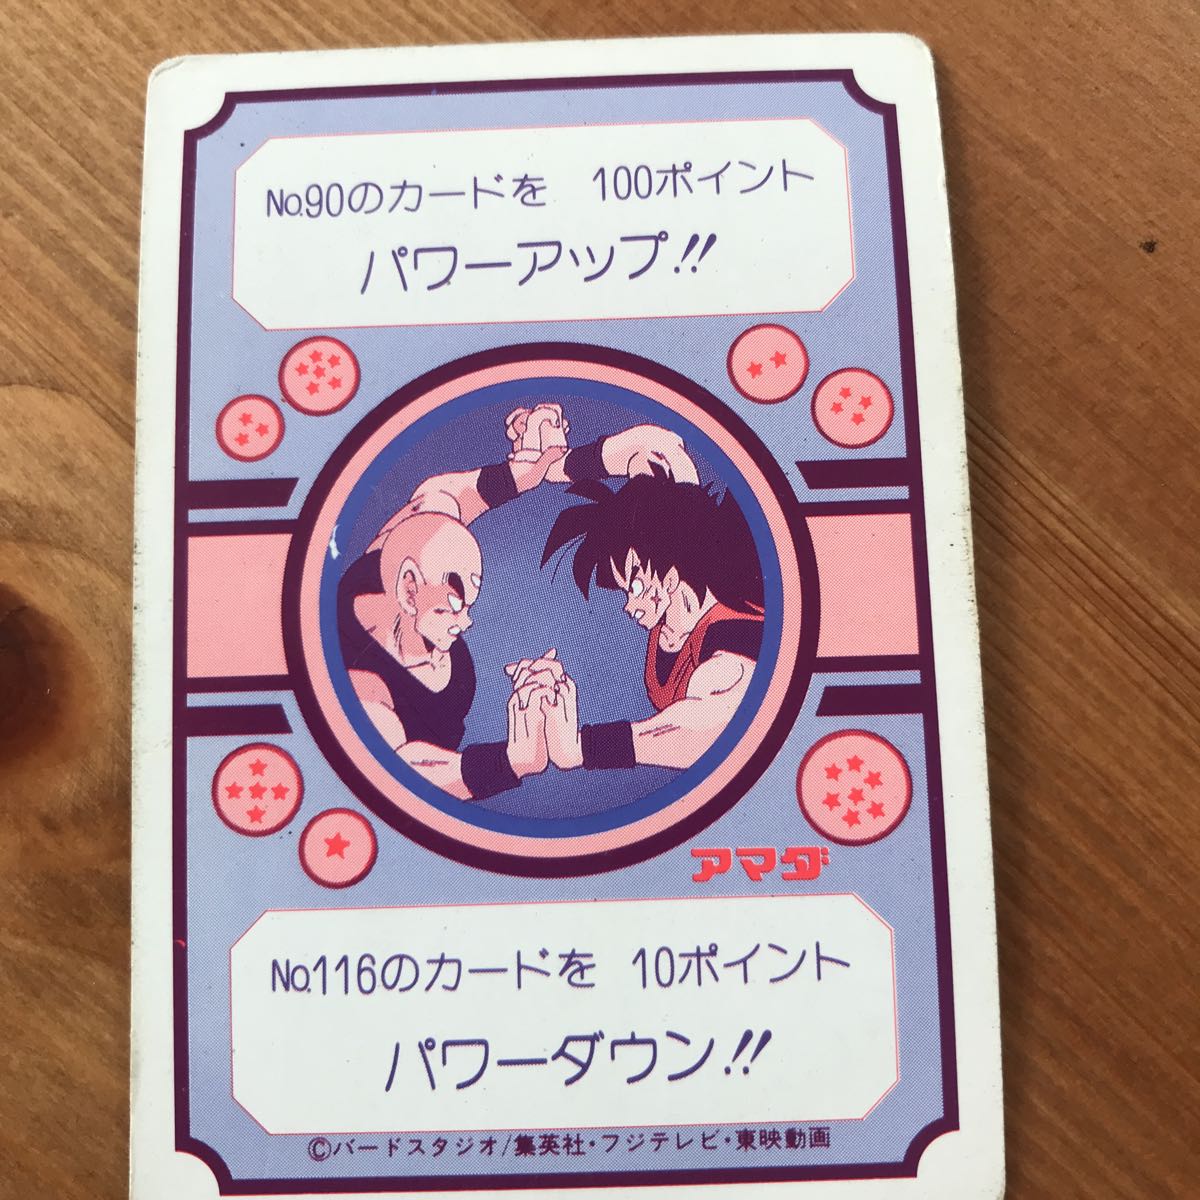 No.90のカードを　100ポイント
パワーアップ!!
アマダ
No.116のカードを　10ポイント
パワーダウン!!
©バードスタジオ/集英社・フジテレビ・東映動画